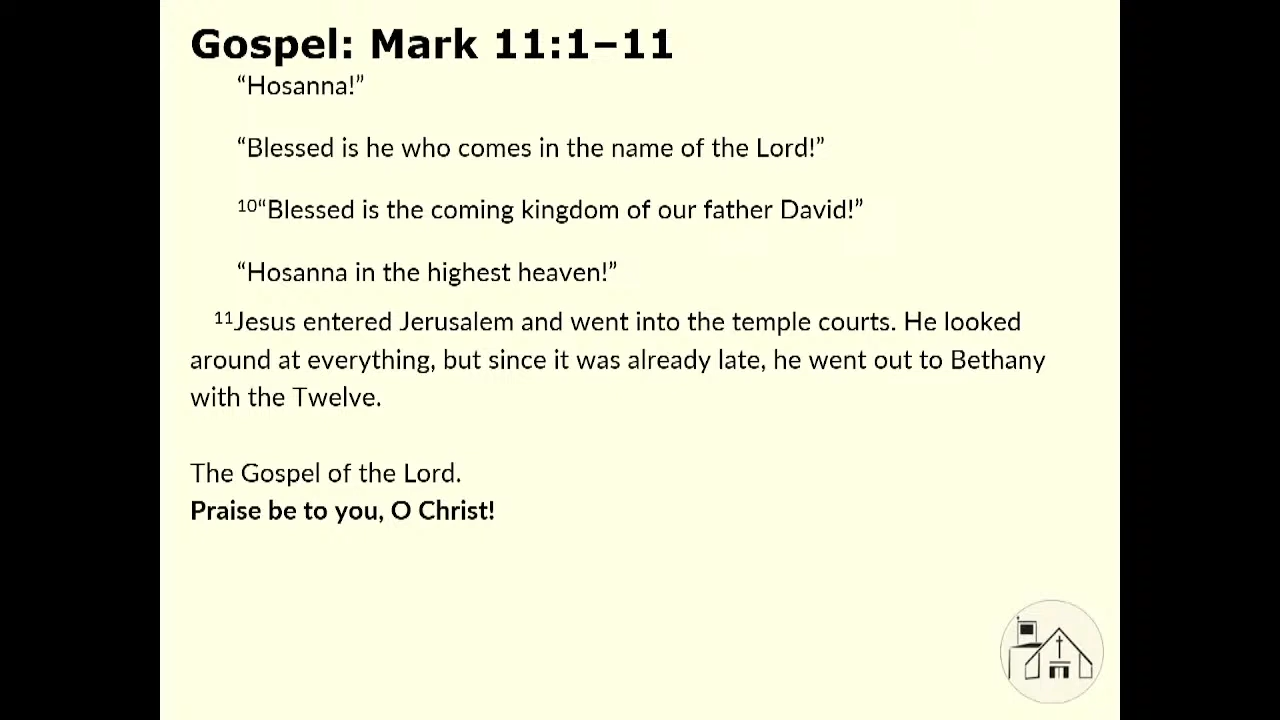 Gospel: Mark 11:1–11
“Hosanna!”
“Blessed is he who comes in the name of the Lord!”
10“Blessed is the coming kingdom of our father David!”
“Hosanna in the highest heaven!”
11Jesus entered Jerusalem and went into the temple courts. He looked
around at everything, but since it was already late, he went out to Bethany
with the Twelve.
The Gospel of the Lord.
Praise be to you, O Christ!